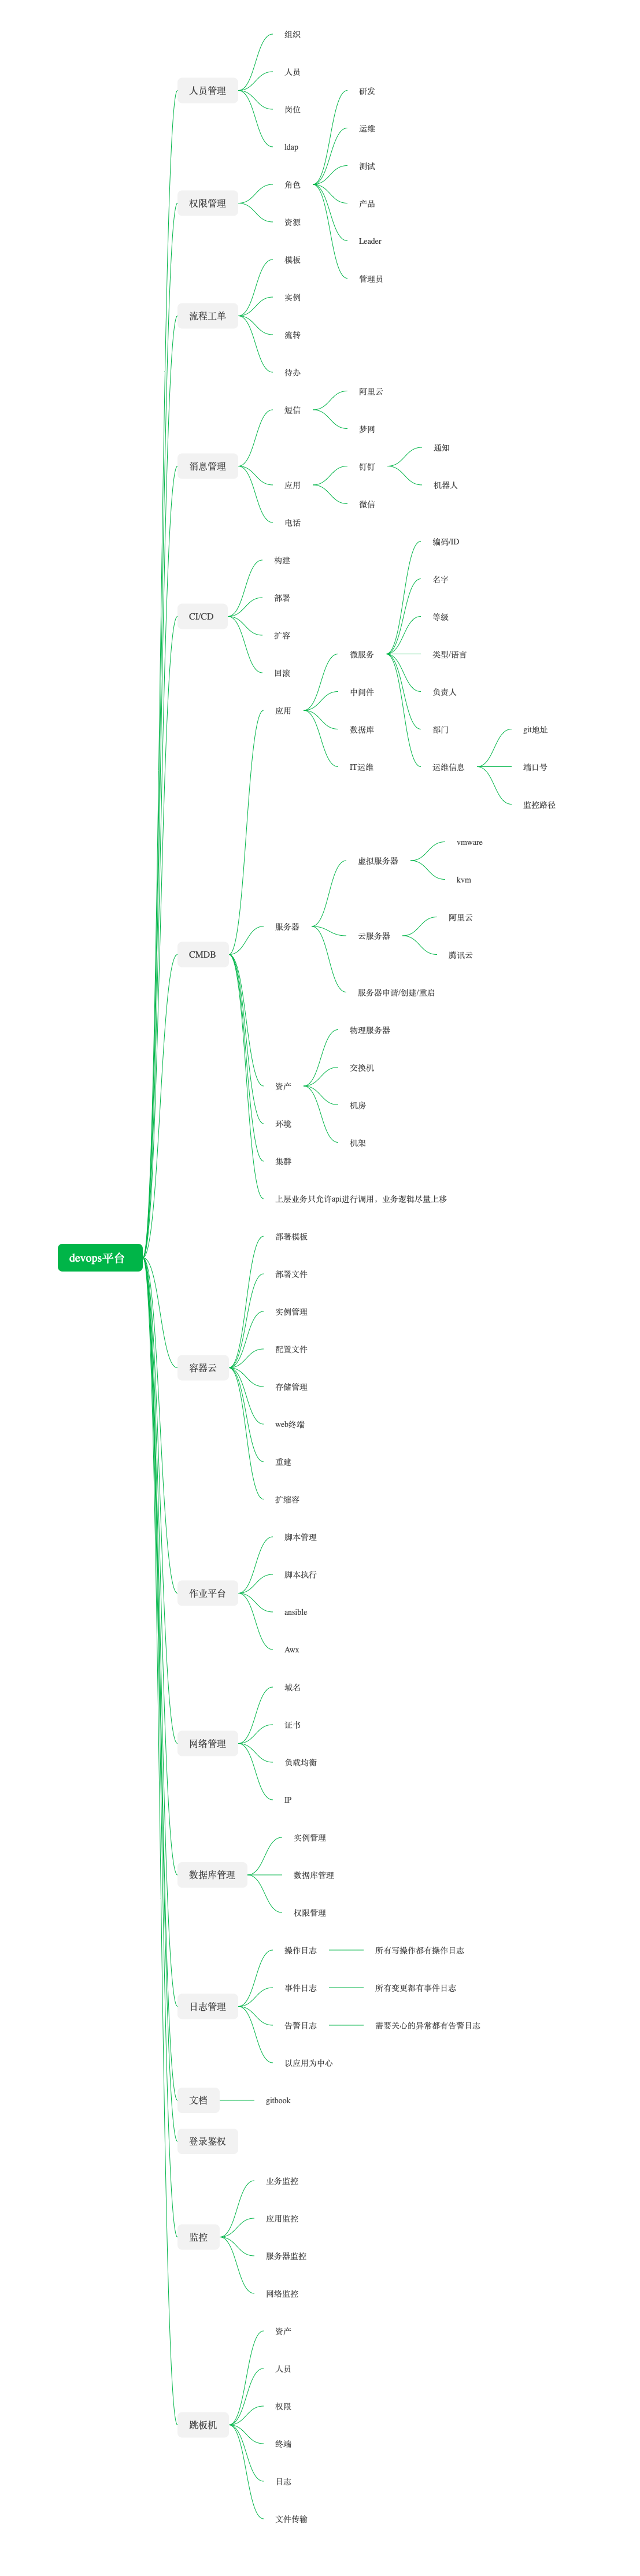 组织
人员管理
人员
岗位
ldap
研发
运维
测试
角色
权限管理
产品
资源
Leader
管理员
模板
实例
流程工单
流转
待办
阿里云
短信
梦网
通知
消息管理
钉钉
应用
机器人
微信
电话
编码/ID
构建
名字
部署
等级
CI/CD
扩容
类型/语言
微服务
回滚
负责人
中间件
应用
部门
git地址
数据库
运维信息
端口号
IT运维
监控路径
vmware
虚拟服务器
kvm
阿里云
服务器
云服务器
腾讯云
CMDB
服务器申请/创建/重启
物理服务器
交换机
资产
机房
环境
机架
集群
上层业务只允许api进行调用，业务逻辑尽量上移
部署模板
devops平台
部署文件
实例管理
配置文件
容器云
存储管理
web终端
重建
扩缩容
脚本管理
脚本执行
作业平台
ansible
Awx
域名
证书
网络管理
负载均衡
IP
实例管理
数据库管理
数据库管理
权限管理
操作日志
所有写操作都有操作日志
事件日志
所有变更都有事件日志
日志管理
告警日志
需要关心的异常都有告警日志
以应用为中心
文档
gitbook
登录鉴权
业务监控
应用监控
监控
服务器监控
网络监控
资产
人员
权限
跳板机
终端
日志
文件传输